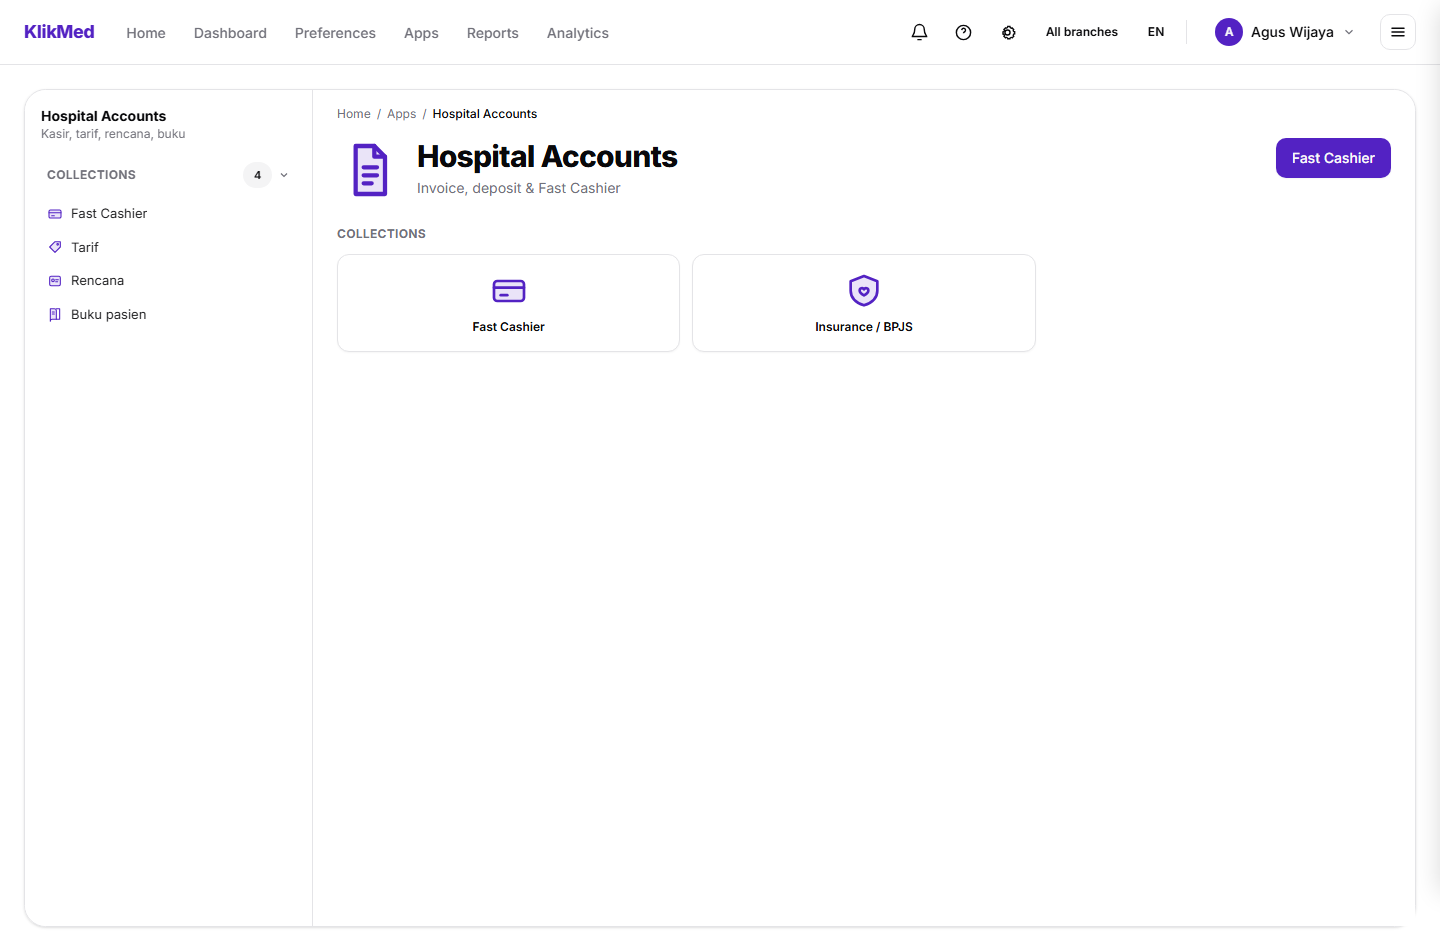 KlikMed
Home
Dashboard
Preferences
Apps
Reports
Analytics
All branches
EN
A
Agus Wijaya
Hospital Accounts
Kasir, tarif, rencana, buku
COLLECTIONS
4
Fast Cashier
Tarif
Rencana
Buku pasien
Home / Apps / Hospital Accounts
Hospital Accounts
Invoice, deposit & Fast Cashier
Fast Cashier
COLLECTIONS
Fast Cashier
Insurance / BPJS